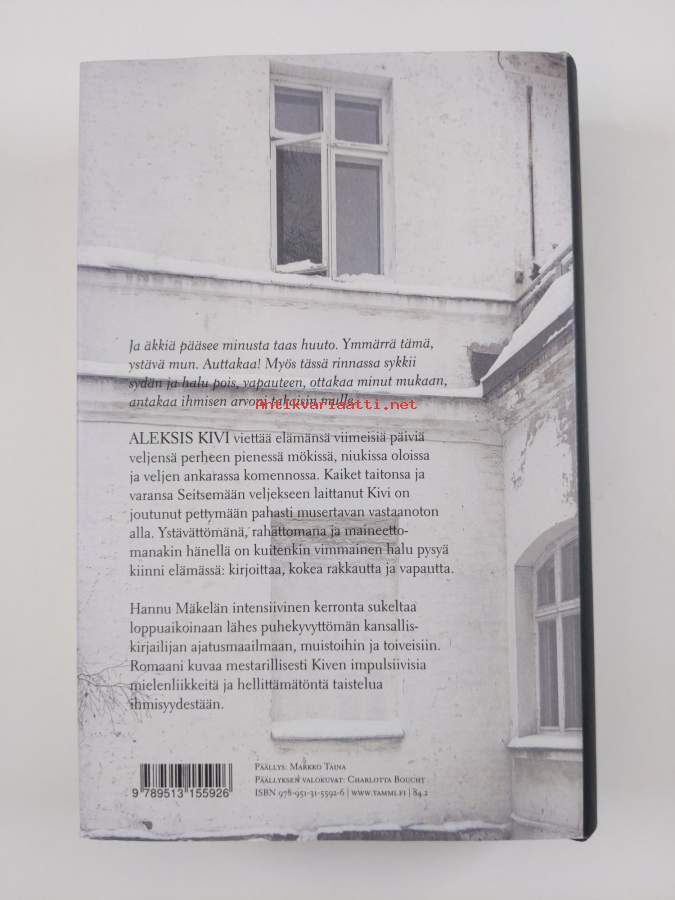 Ja äkkiä pääsee minusta taas huuto. Ymmärrä tämä,
ystävä mun. Auttakaa! Myös tässä rinnassa sykkii
sydän ja halu pois, vapauteen, ottakaa minut mukaan,
antakaa ihmisen arvoni takaisin mulle.
Antikvariaatti.net
ALEKSIS KIVI viettää elämänsä viimeisiä päiviä
veljensä perheen pienessä mökissä, niukissa oloissa
ja veljen ankarassa komennossa. Kaiket taitonsa ja
varansa Seitsemään veljekseen laittanut Kivi on
joutunut pettymään pahasti musertavan vastaanoton
alla. Ystävättömänä, rahattomana ja maineetto-
manakin hänellä on kuitenkin vimmainen halu pysyä
kiinni elämässä: kirjoittaa, kokea rakkautta ja vapautta.
Hannu Mäkelän intensiivinen kerronta sukeltaa
loppuaikoinaan lähes puhekyvyttömän kansallis-
kirjailijan ajatusmaailmaan, muistoihin ja toiveisiin.
Romaani kuvaa mestarillisesti Kiven impulsiivisia
mielenliikkeitä ja hellittämätöntä taistelua
ihmisyydestään.
Päällys: Markko Taina
Päällyksen valokuvat: Charlotta Boucht
ISBN 978-951-31-5592-6 | www.tammi.fi | 84.2
9 789513 155926